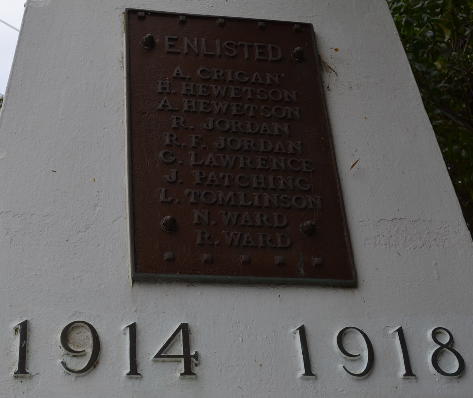 ENLISTED
A. CRIGAN
H. HEWETSON
A. HEWETSON
R. JORDAN
R. F. JORDAN
G. LAWRENCE
J. PATCHING
L. TOMLINSON
N. WARD
R. WARD
1914 1918